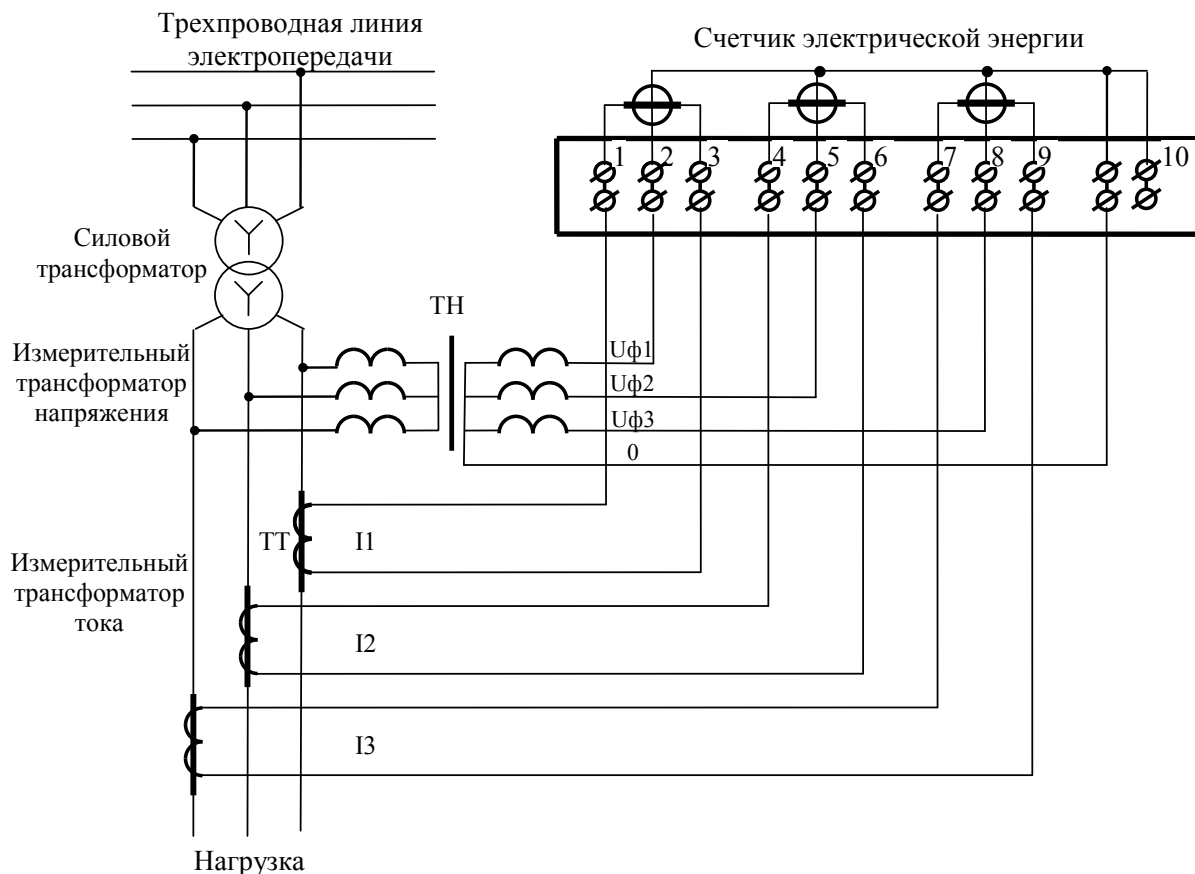 Трехпроводная линия
электропередачи
Счетчик электрической энергии
1 2 3 4 5 6 7 8 9 10
Силовой
трансформатор
ТН
Измерительный
трансформатор
напряжения
Uф1
Uф2
Uф3
0
ТТ
I1
Измерительный
трансформатор
тока
I2
I3
Нагрузка